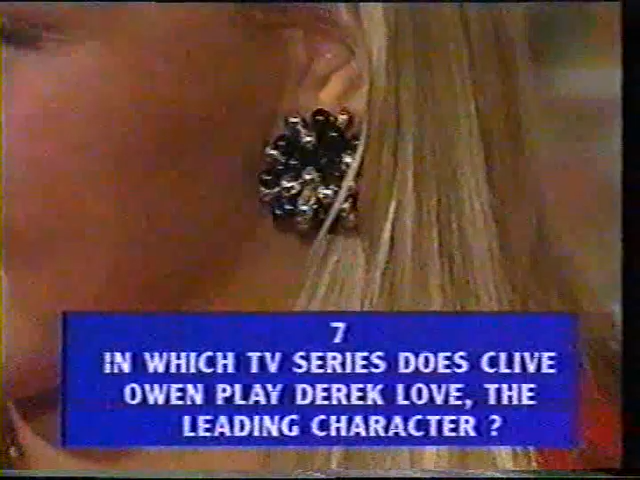 7
IN WHICH TV SERIES DOES CLIVE
OWEN PLAY DEREK LOVE, THE
LEADING CHARACTER ?